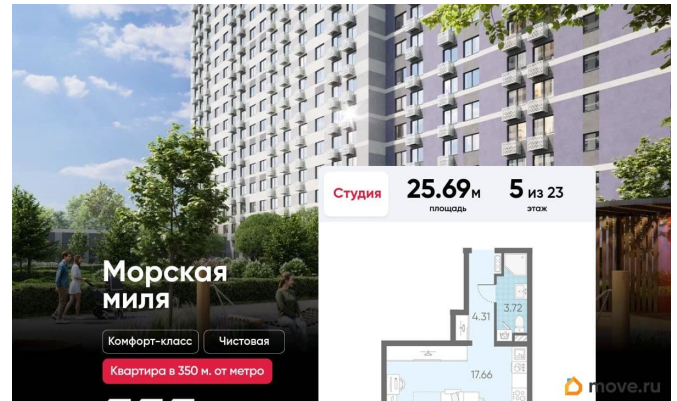 Студия
25.69м
площадь
5 из 23
этаж
Морская
миля
Комфорт-класс
Чистовая
Квартира в 350 м. от метро
4.31
3.72
17.66
move.ru